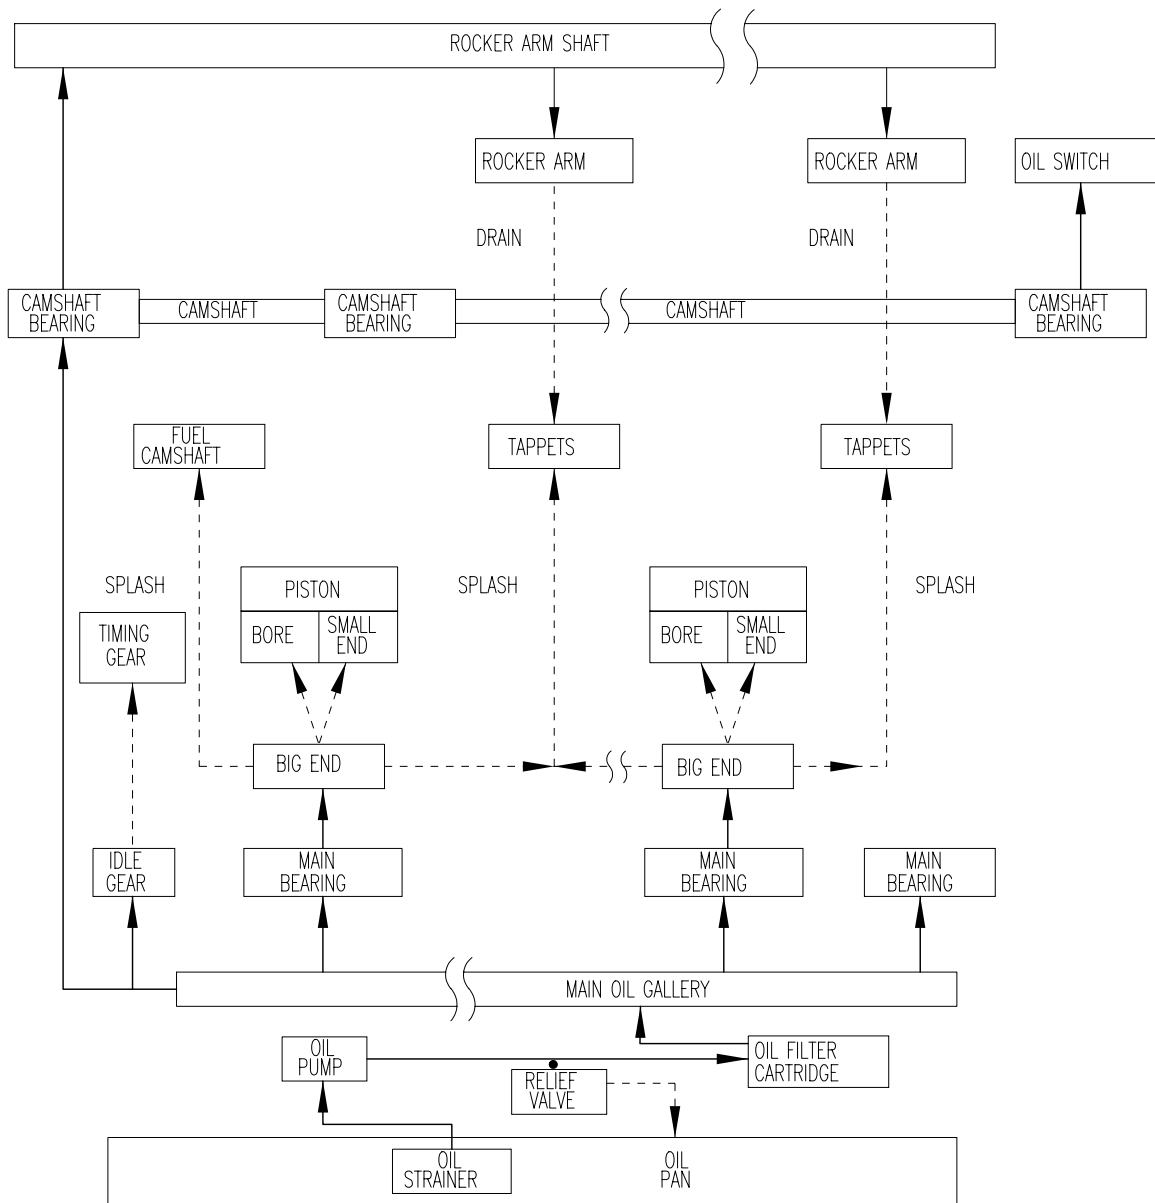 ROCKER ARM SHAFT
ROCKER ARM
ROCKER ARM
OIL SWITCH
DRAIN
DRAIN
CAMSHAFT
BEARING
CAMSHAFT
CAMSHAFT
BEARING
CAMSHAFT
CAMSHAFT
BEARING
FUEL
CAMSHAFT
TAPPETS
TAPPETS
SPLASH
PISTON
SPLASH
PISTON
SPLASH
TIMING
GEAR
BORE
SMALL
END
BORE
SMALL
END
BIG END
BIG END
IDLE
GEAR
MAIN
BEARING
MAIN
BEARING
MAIN
BEARING
MAIN OIL GALLERY
OIL
PUMP
OIL FILTER
CARTRIDGE
RELIEF
VALVE
OIL
STRAINER
OIL
PAN